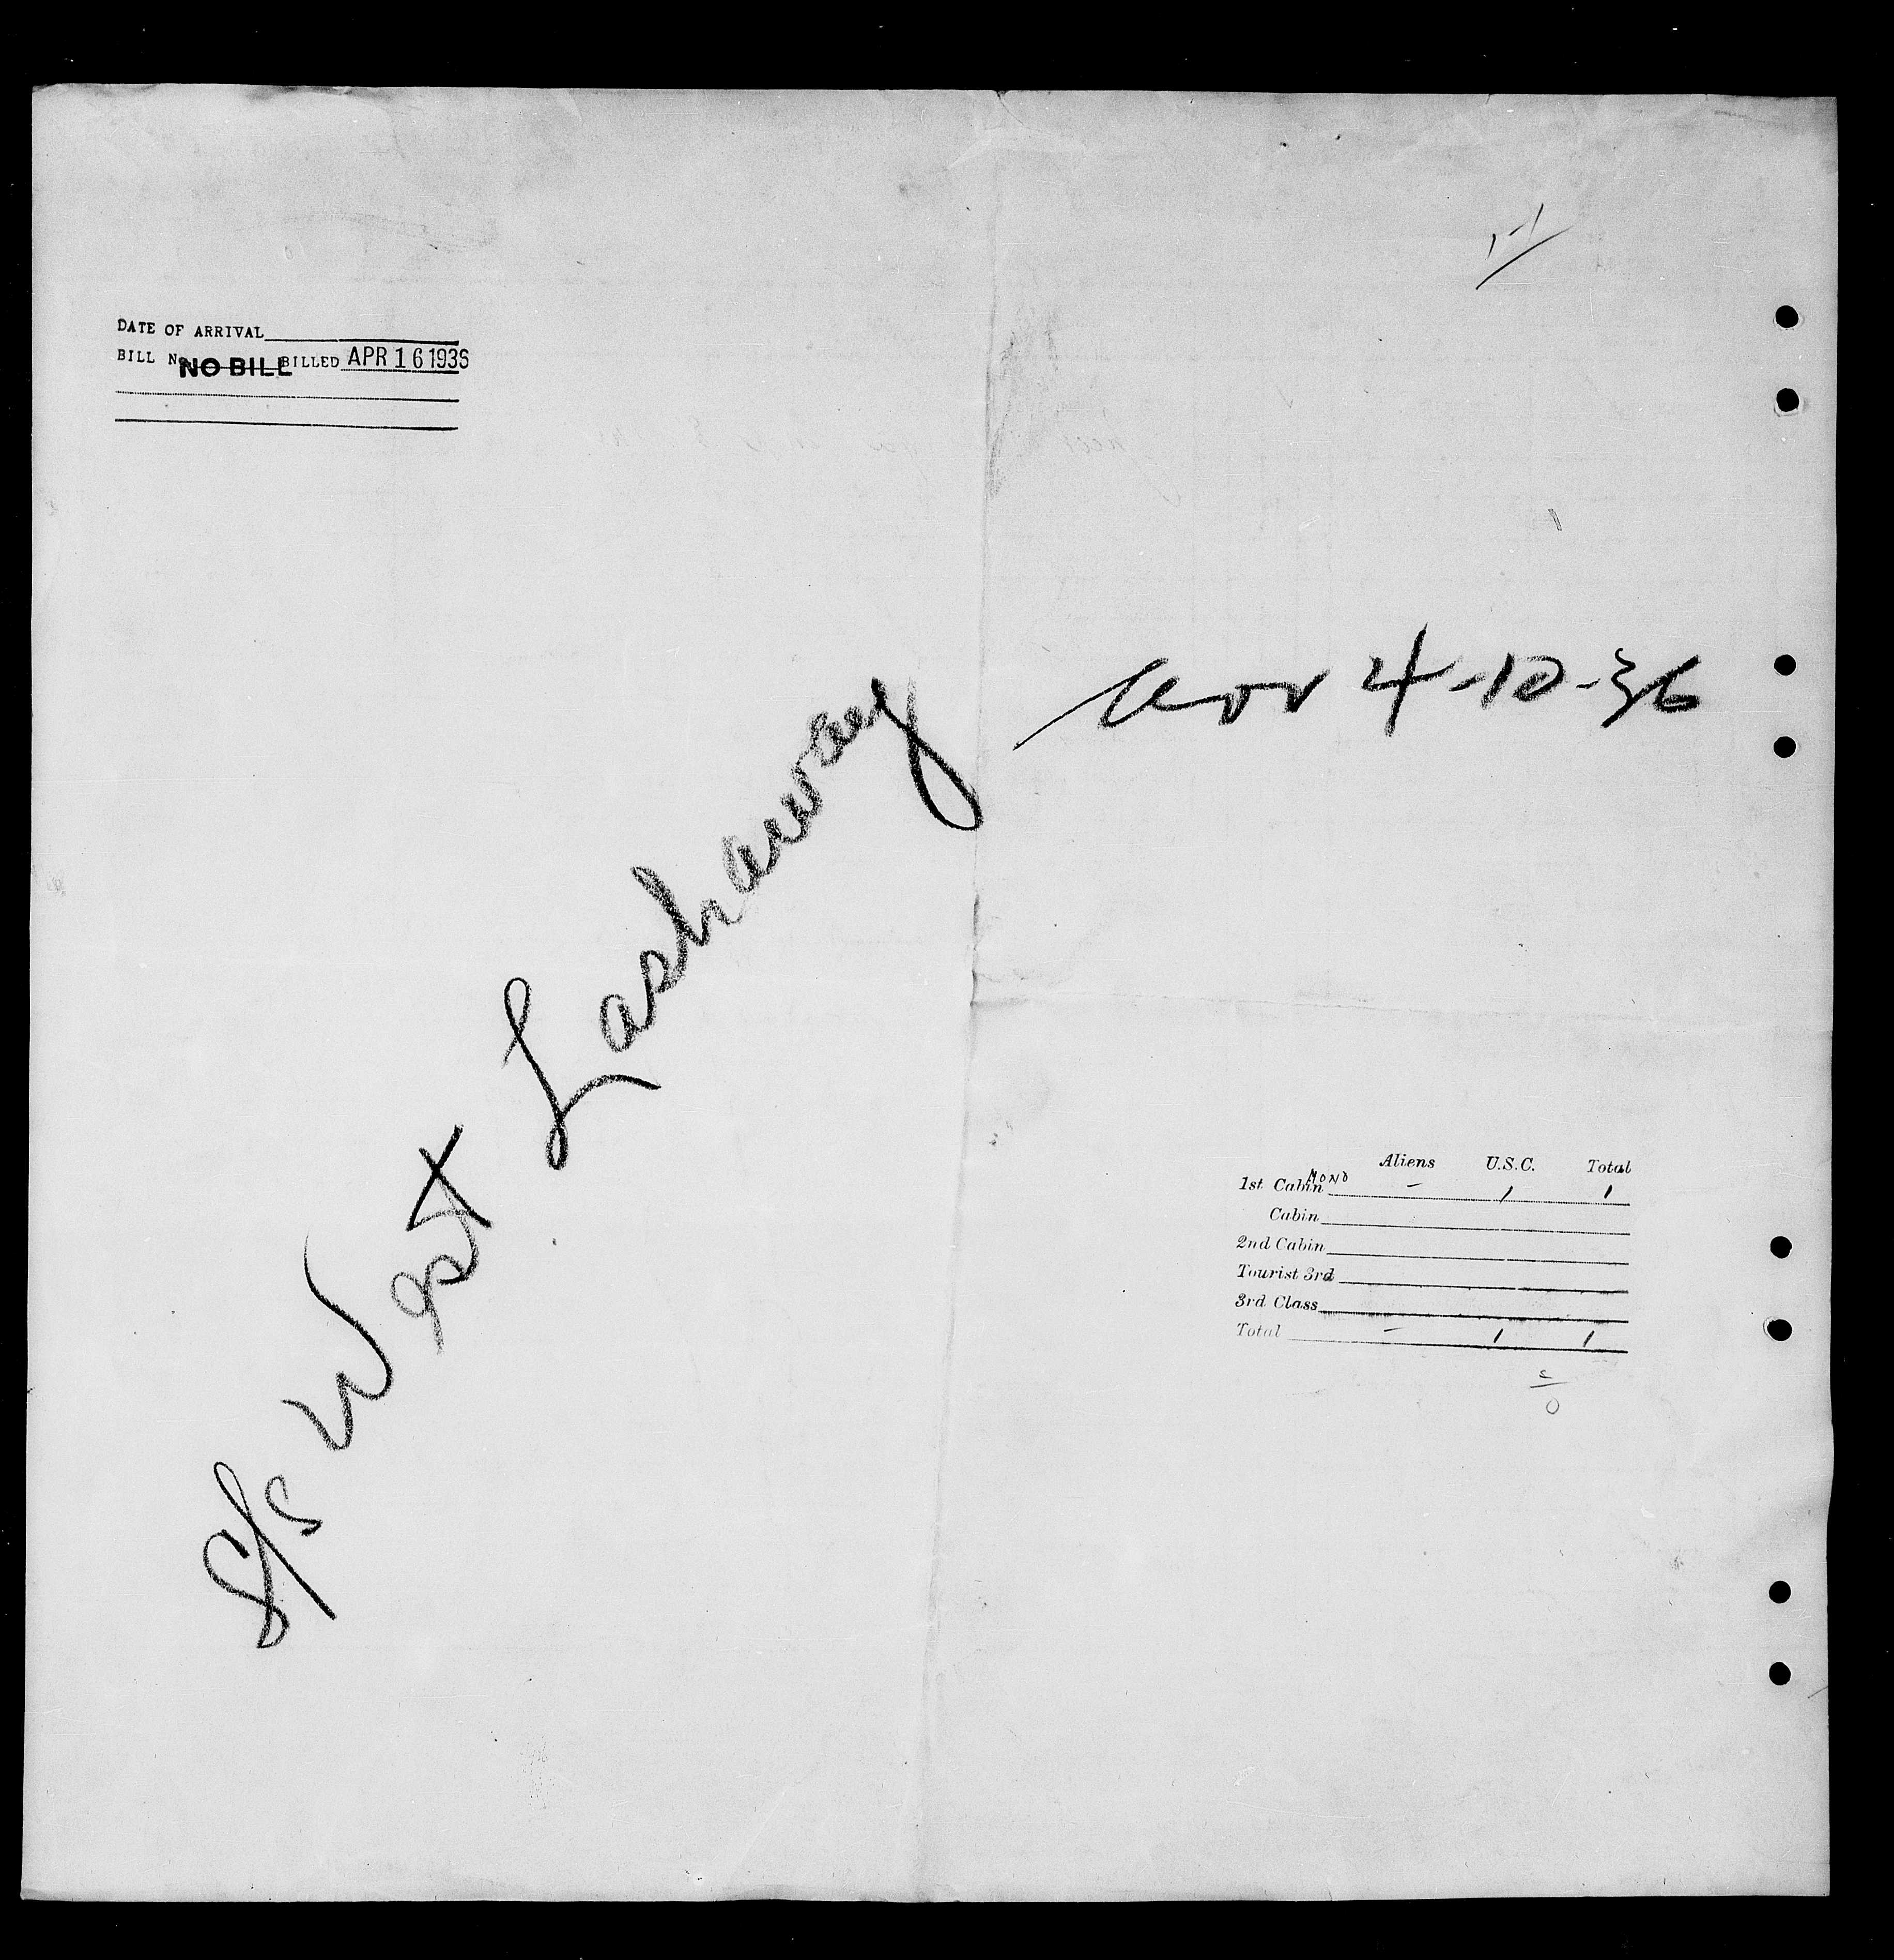 DATE OF ARRIVAL
BILL No. NO BILL BILLED APR 16 1936
arr 4-10-36
S/s West Lashaway
Aliens U.S.C. Total
1st Cabin MONO - 1 1
Cabin
2nd Cabin
Tourist 3rd
3rd Class
Total - 1 1